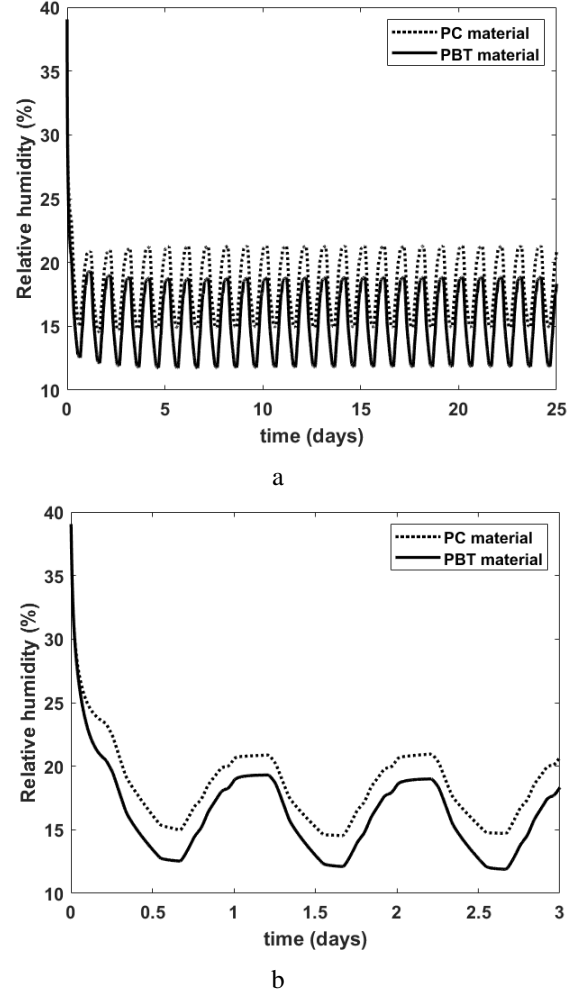 40
35
30
25
20
15
10
Relative humidity (%)
PC material
PBT material
0 5 10 15 20 25
time (days)
a
40
35
30
25
20
15
10
Relative humidity (%)
PC material
PBT material
0 0.5 1 1.5 2 2.5 3
time (days)
b